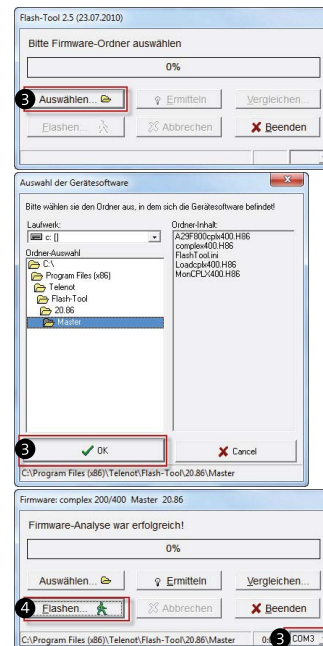 Flash-Tool 2.5 (23.07.2010)
Bitte Firmware-Ordner auswählen
0%
3 Auswählen... Ermitteln Vergleichen...
Flashen... Abbrechen Beenden
Auswahl der Gerätesoftware
Bitte wählen sie den Ordner aus, in dem sich die Gerätesoftware befindet!
Laufwerk:
c: []
Ordner-Auswahl
C:\
Program Files (x86)
Telenot
Flash-Tool
20.86
Master
Ordner-Inhalt:
A29F800cplx400.H86
complex400.H86
FlashTool.ini
Loadcplx400.H86
MonCPLX400.H86
3 OK Cancel
C:\Program Files (x86)\Telenot\Flash-Tool\20.86\Master
Firmware: complex 200/400 Master 20.86
Firmware-Analyse war erfolgreich!
0%
Auswählen... Ermitteln Vergleichen...
4 Flashen... Abbrechen Beenden
C:\Program Files (x86)\Telenot\Flash-Tool\20.86\Master 3 COM3